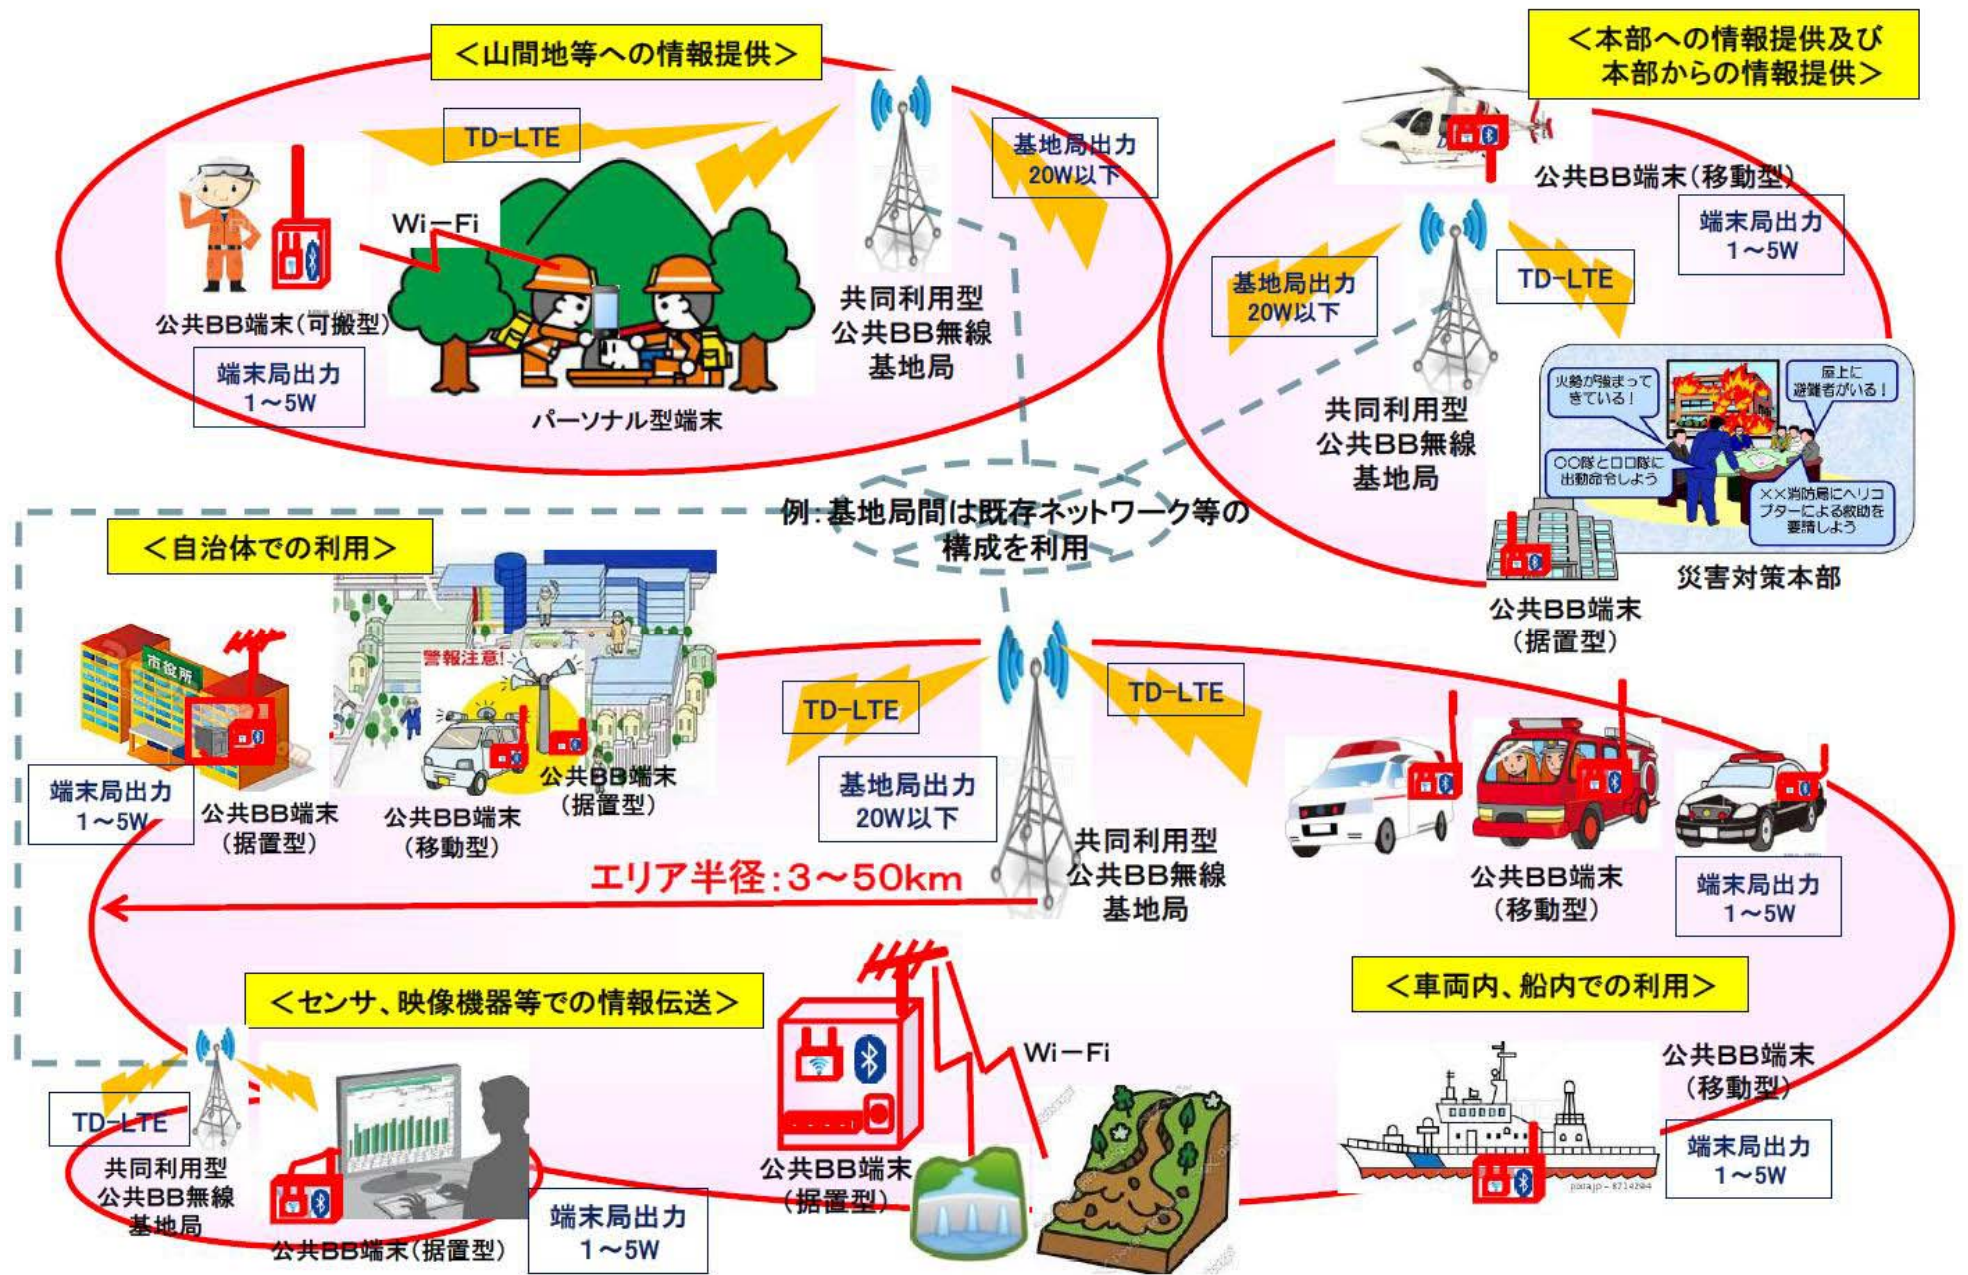 ＜山間地等への情報提供＞
TD-LTE
基地局出力
20W以下
Wi－Fi
公共BB端末（可搬型）
端末局出力
1～5W
パーソナル型端末
共同利用型
公共BB無線
基地局
＜本部への情報提供及び
本部からの情報提供＞
公共BB端末（移動型）
端末局出力
1～5W
基地局出力
20W以下
TD-LTE
共同利用型
公共BB無線
基地局
火勢が強まって
きている！
屋上に
避難者がいる！
○○隊と口口隊に
出動命令しよう
××消防局にヘリコ
プターによる救助を
要請しよう
災害対策本部
公共BB端末
（据置型）
例：基地局間は既存ネットワーク等の
構成を利用
＜自治体での利用＞
市役所
警報注意！
端末局出力
1～5W
公共BB端末
（据置型）
公共BB端末
（移動型）
公共BB端末
（据置型）
TD-LTE
TD-LTE
基地局出力
20W以下
共同利用型
公共BB無線
基地局
エリア半径：3～50km
公共BB端末
（移動型）
端末局出力
1～5W
＜センサ、映像機器等での情報伝送＞
TD-LTE
共同利用型
公共BB無線
基地局
公共BB端末（据置型）
端末局出力
1～5W
公共BB端末
（据置型）
Wi－Fi
＜車両内、船内での利用＞
公共BB端末
（移動型）
端末局出力
1～5W
pixta.jp - 8714294